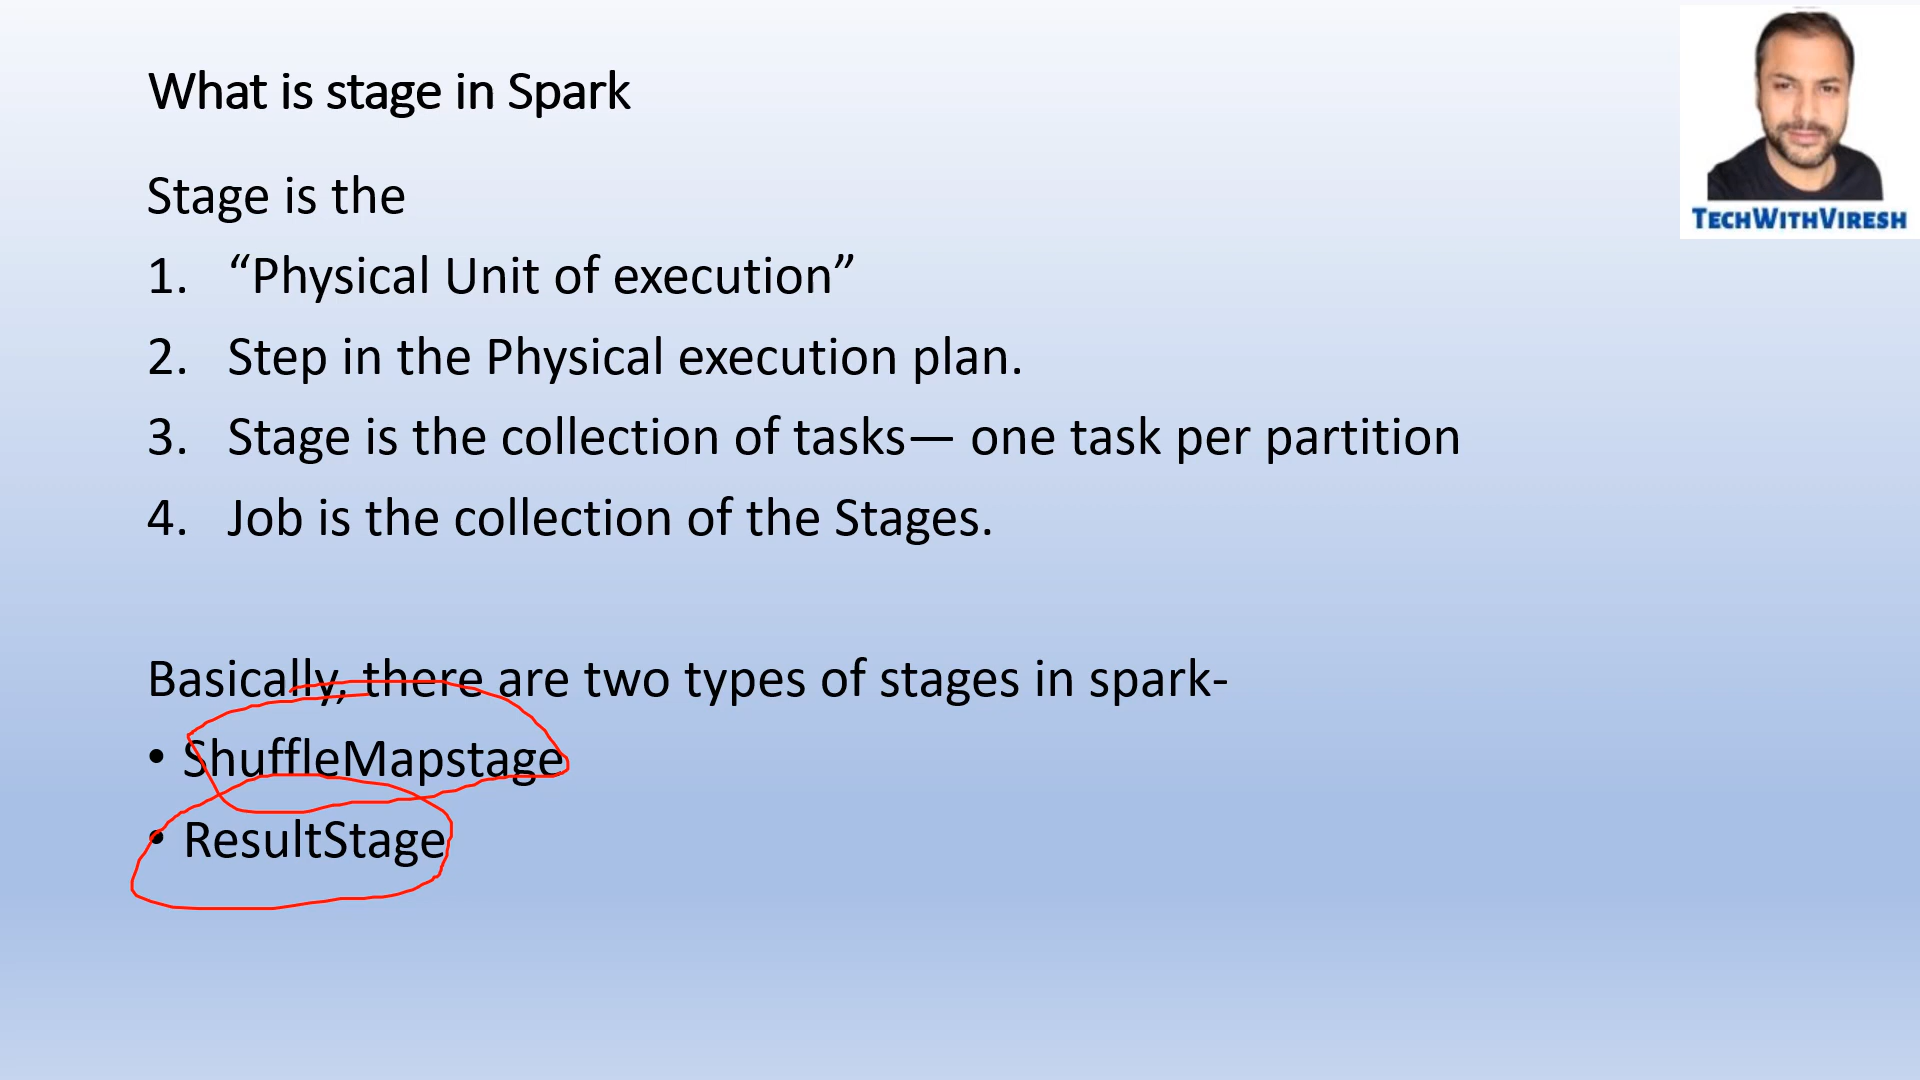 What is stage in Spark
TECHWITHVIRESH
Stage is the
1. “Physical Unit of execution”
2. Step in the Physical execution plan.
3. Stage is the collection of tasks— one task per partition
4. Job is the collection of the Stages.
Basically, there are two types of stages in spark-
• ShuffleMapstage
• ResultStage